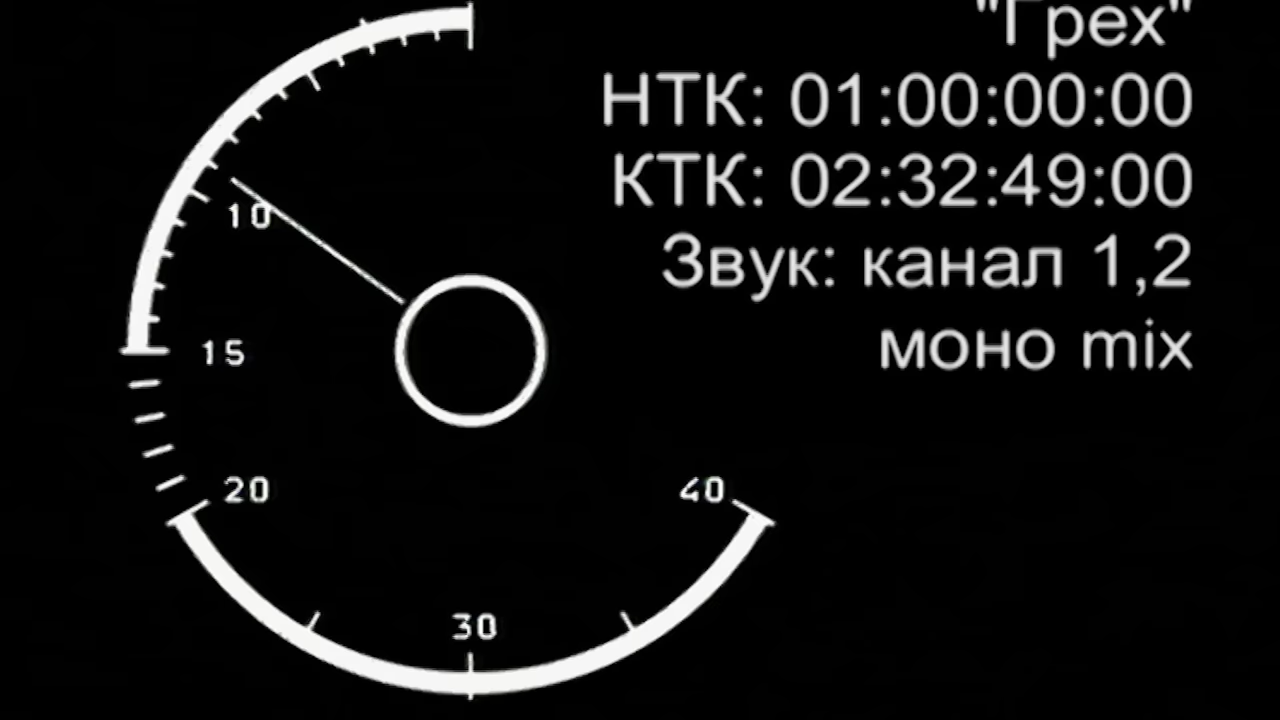 "Грех"
НТК: 01:00:00:00
КТК: 02:32:49:00
Звук: канал 1,2
моно mix
10
15
20
40
30